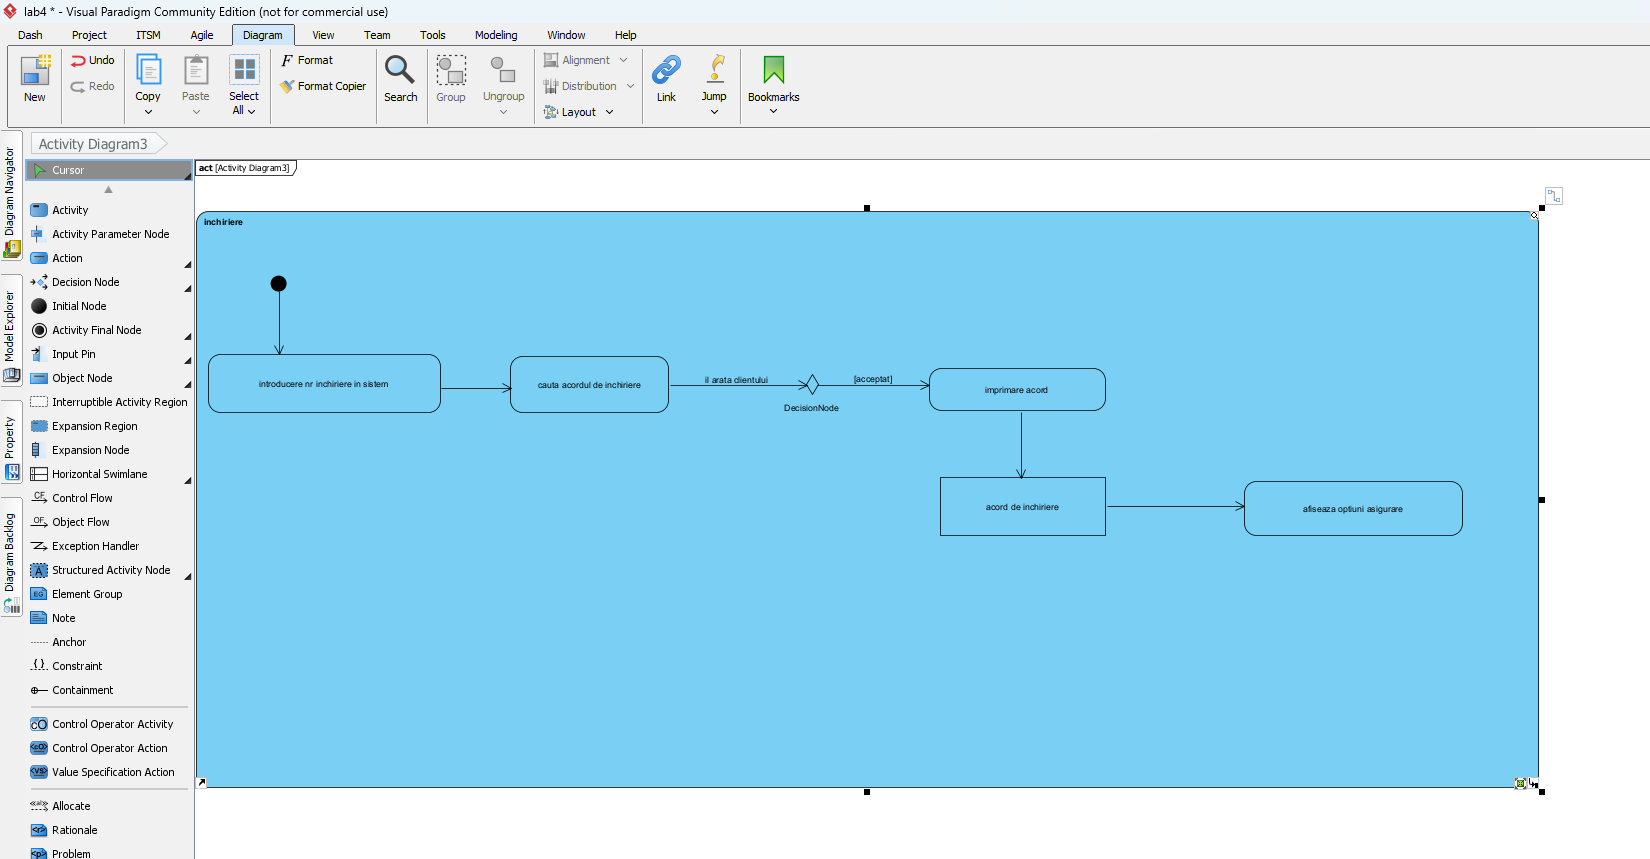 lab4 * - Visual Paradigm Community Edition (not for commercial use)
Dash Project ITSM Agile Diagram View Team Tools Modeling Window Help
New
Undo
Redo
Copy
Paste
Select
All
Format
Format Copier
Search
Group
Ungroup
Alignment
Distribution
Layout
Link
Jump
Bookmarks
Activity Diagram3
Diagram Navigator
Model Explorer
Property
Diagram Backlog
Cursor
Activity
Activity Parameter Node
Action
Decision Node
Initial Node
Activity Final Node
Input Pin
Object Node
Interruptible Activity Region
Expansion Region
Expansion Node
Horizontal Swimlane
CF Control Flow
OF Object Flow
Exception Handler
A Structured Activity Node
EG Element Group
Note
Anchor
{} Constraint
Containment
cO Control Operator Activity
«cO» Control Operator Action
«VS» Value Specification Action
Allocate
«r» Rationale
«p» Problem
act [Activity Diagram3]
inchiriere
introducere nr inchiriere in sistem
cauta acordul de inchiriere
il arata clientului
DecisionNode
[acceptat]
imprimare acord
acord de inchiriere
afiseaza optiuni asigurare